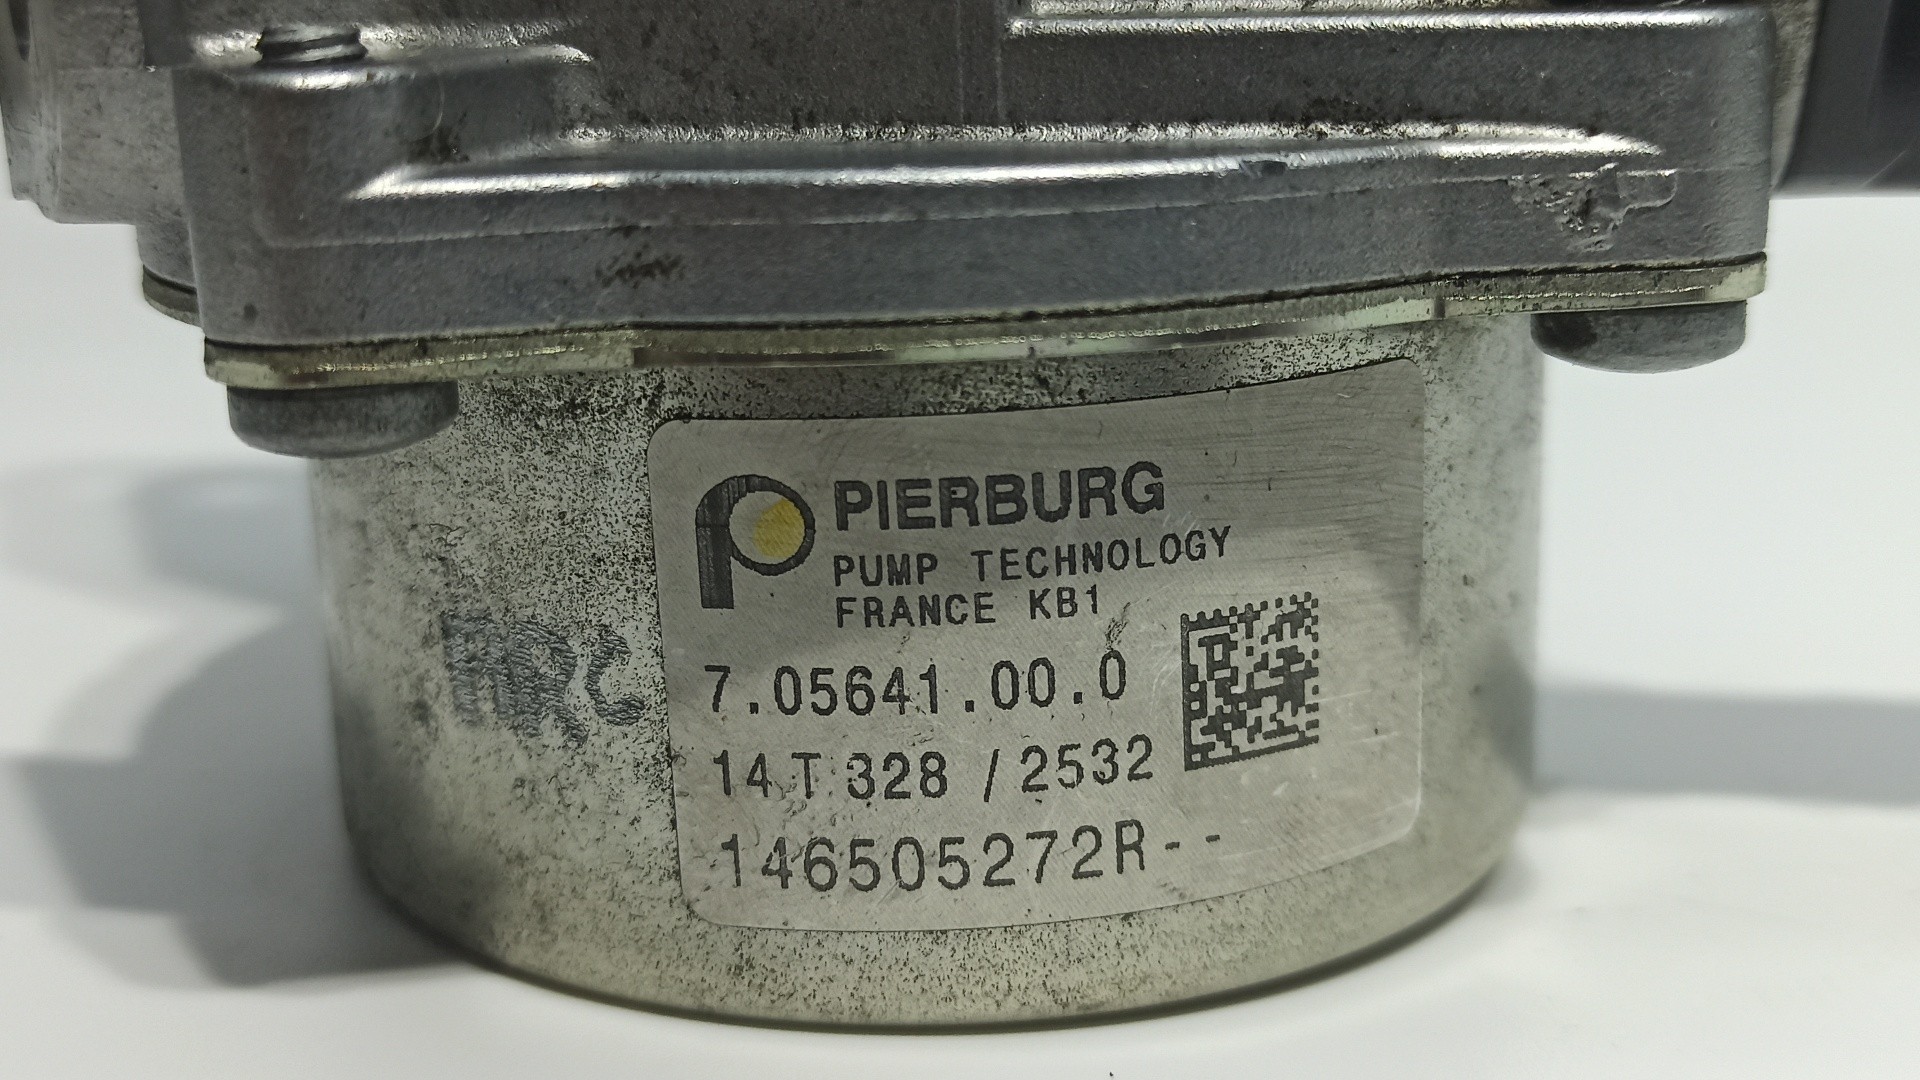 PIERBURG
PUMP TECHNOLOGY
FRANCE KB1
7.05641.00.0
14 T 328 / 2532
146505272R--